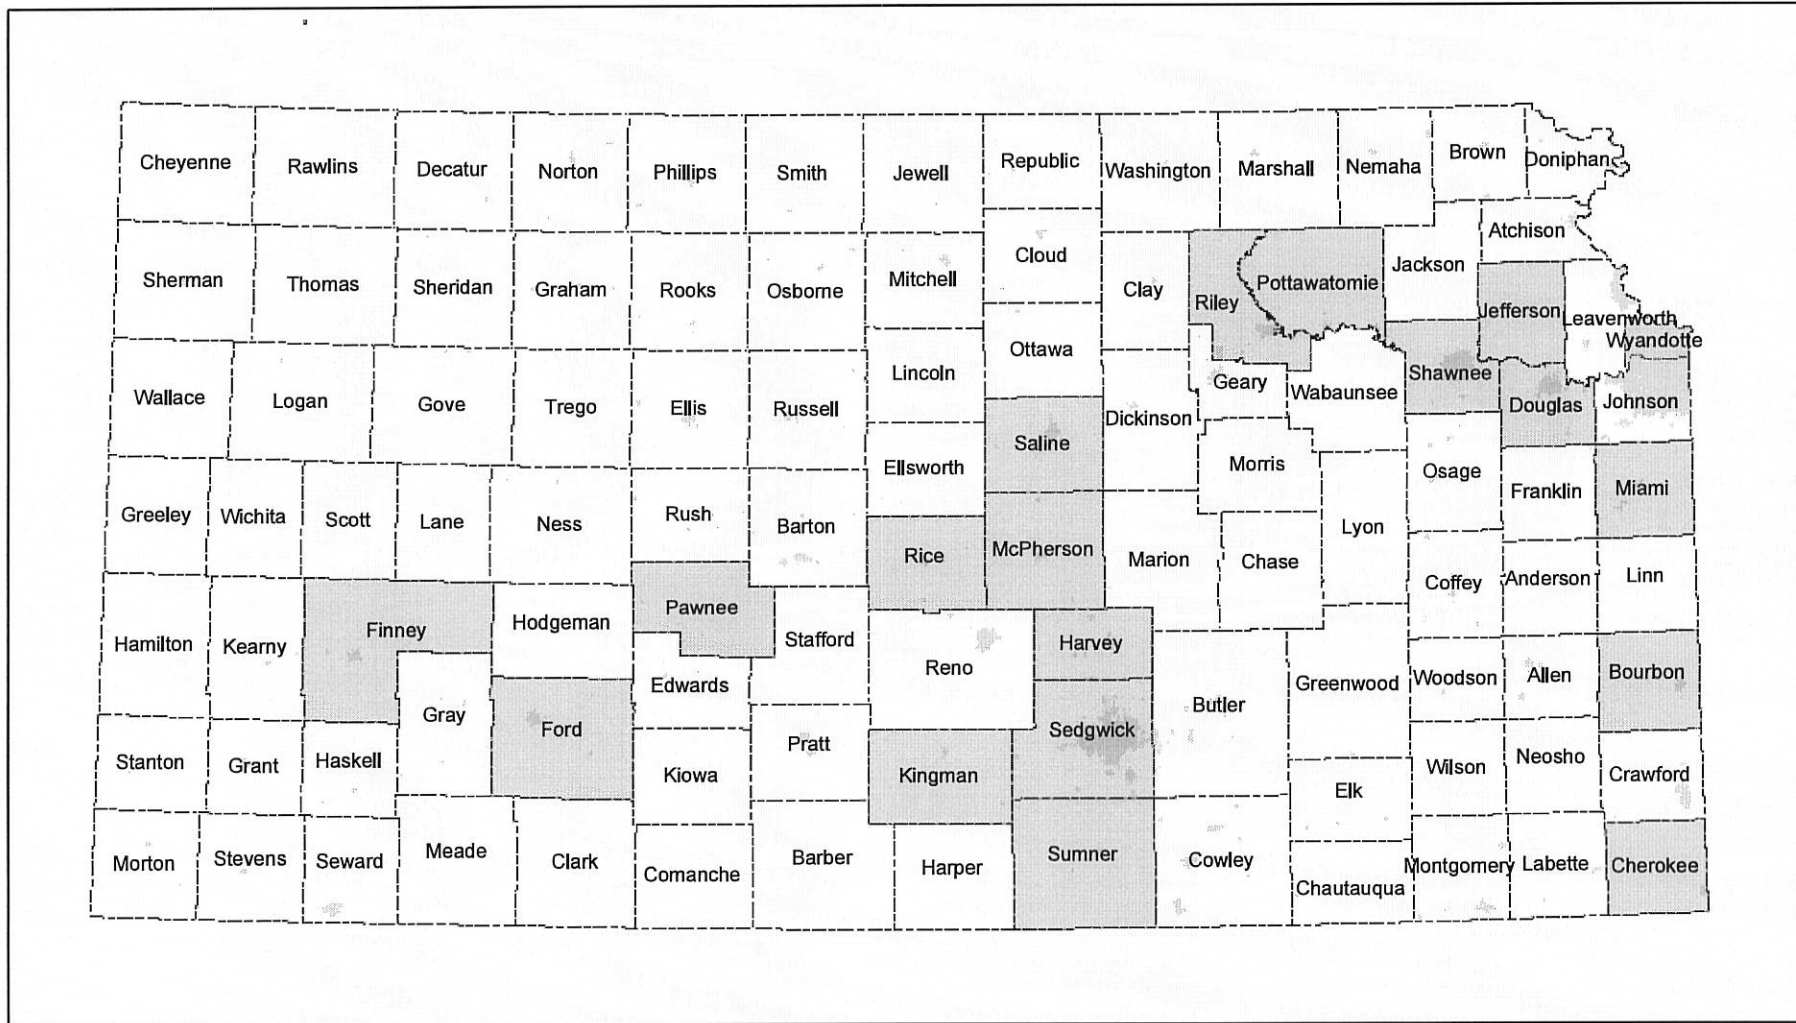 Cheyenne
Rawlins
Decatur
Norton
Phillips
Smith
Jewell
Republic
Washington
Marshall
Nemaha
Brown
Doniphan
Atchison
Sherman
Thomas
Sheridan
Graham
Rooks
Osborne
Mitchell
Cloud
Clay
Riley
Pottawatomie
Jackson
Jefferson
Leavenworth
Wyandotte
Wallace
Logan
Gove
Trego
Ellis
Russell
Lincoln
Ottawa
Dickinson
Geary
Wabaunsee
Shawnee
Douglas
Johnson
Saline
Ellsworth
Morris
Osage
Franklin
Miami
Greeley
Wichita
Scott
Lane
Ness
Rush
Barton
Rice
McPherson
Marion
Chase
Lyon
Coffey
Anderson
Linn
Hamilton
Kearny
Finney
Hodgeman
Pawnee
Stafford
Reno
Harvey
Edwards
Gray
Ford
Butler
Greenwood
Woodson
Allen
Bourbon
Stanton
Grant
Haskell
Kiowa
Pratt
Kingman
Sedgwick
Elk
Wilson
Neosho
Crawford
Morton
Stevens
Seward
Meade
Clark
Comanche
Barber
Harper
Sumner
Cowley
Chautauqua
Montgomery
Labette
Cherokee